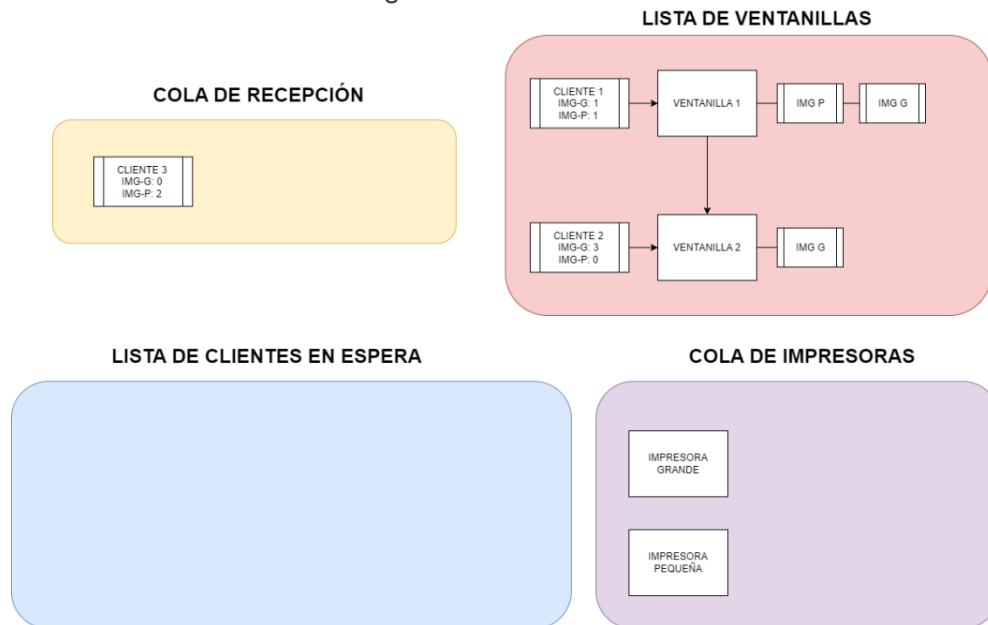 LISTA DE VENTANILLAS
COLA DE RECEPCIÓN
CLIENTE 3
IMG-G: 0
IMG-P: 2
CLIENTE 1
IMG-G: 1
IMG-P: 1
VENTANILLA 1
IMG P
IMG G
CLIENTE 2
IMG-G: 3
IMG-P: 0
VENTANILLA 2
IMG G
LISTA DE CLIENTES EN ESPERA
COLA DE IMPRESORAS
IMPRESORA
GRANDE
IMPRESORA
PEQUEÑA